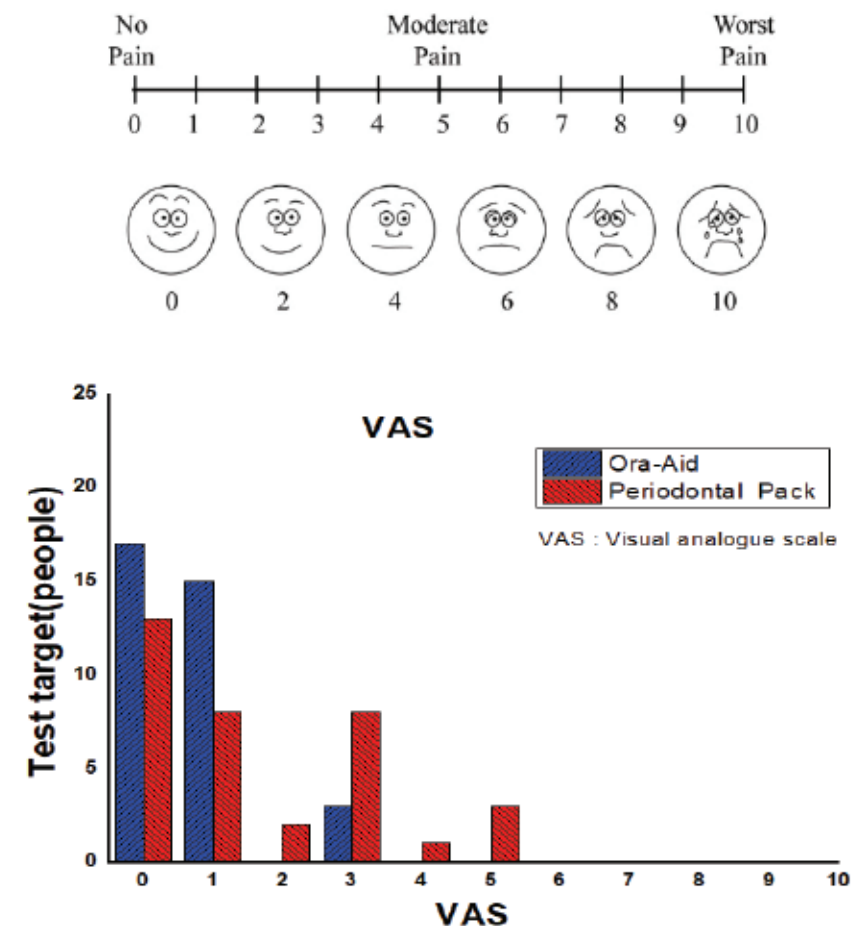 No Moderate Worst
Pain Pain Pain
0 1 2 3 4 5 6 7 8 9 10
0 2 4 6 8 10
25
VAS
Ora-Aid
20
Periodontal Pack
VAS : Visual analogue scale
15
10
5
0
Test target(people)
0 1 2 3 4 5 6 7 8 9 10
VAS